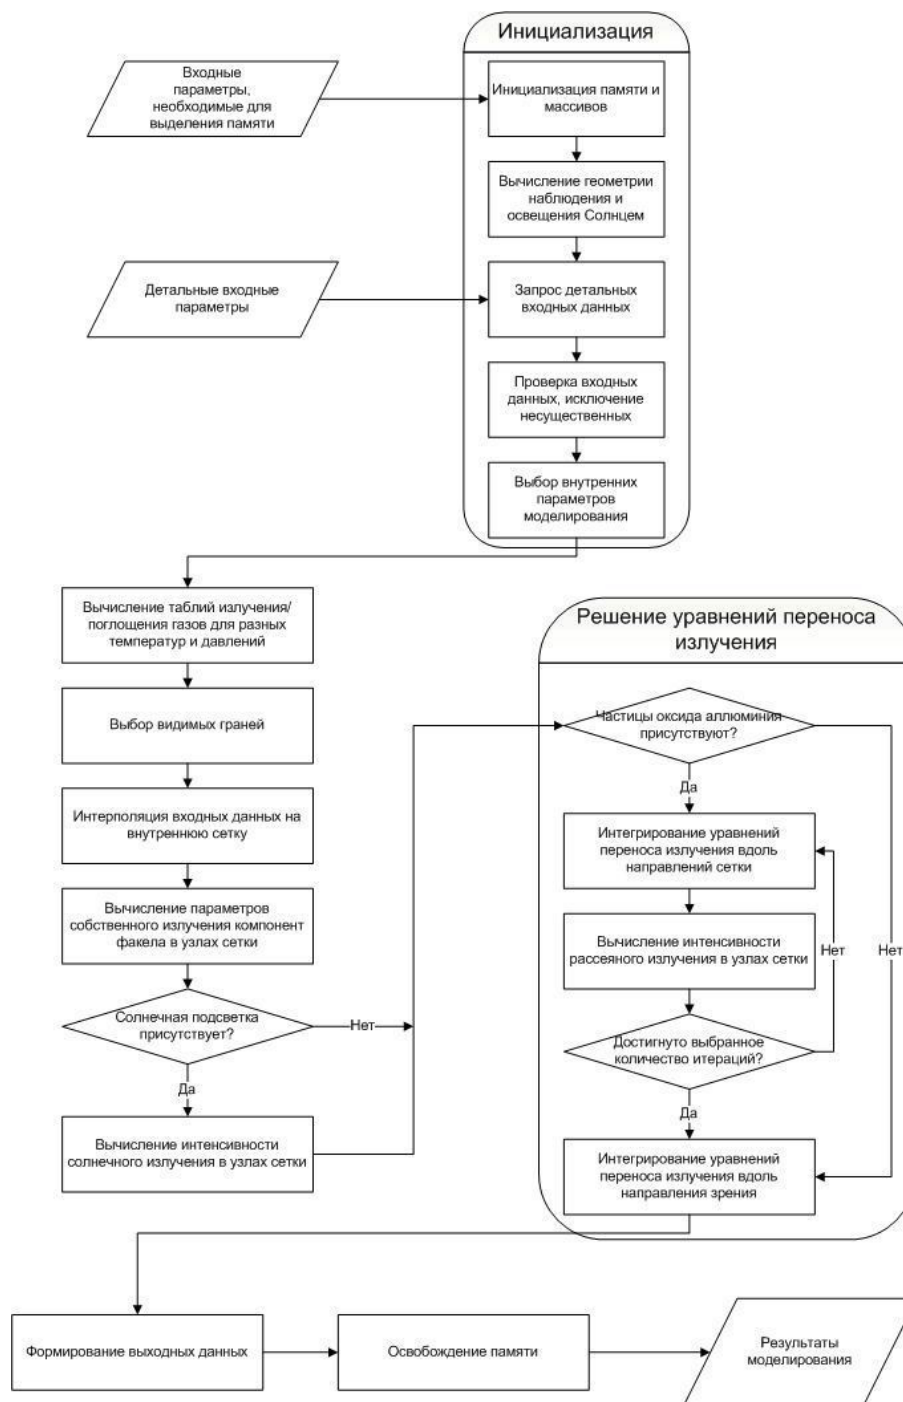 Инициализация
Входные
параметры,
необходимые для
выделения памяти
Инициализация памяти и
массивов
Вычисление геометрии
наблюдения и
освещения Солнцем
Детальные входные
параметры
Запрос детальных
входных данных
Проверка входных
данных, исключение
несущественных
Выбор внутренних
параметров
моделирования
Вычисление таблий излучения/
поглощения газов для разных
температур и давлений
Выбор видимых граней
Интерполяция входных данных на
внутреннюю сетку
Вычисление параметров
собственного излучения компонент
факела в узлах сетки
Солнечная подсветка
присутствует?
Нет
Да
Вычисление интенсивности
солнечного излучения в узлах сетки
Решение уравнений переноса
излучения
Частицы оксида аллюминия
присутствуют?
Да
Интегрирование уравнений
переноса излучения вдоль
направлений сетки
Вычисление интенсивности
рассеяного излучения в узлах сетки
Нет
Нет
Достигнуто выбранное
количество итераций?
Да
Интегрирование уравнений
переноса излучения вдоль
направления зрения
Формирование выходных данных
Освобождение памяти
Результаты
моделирования